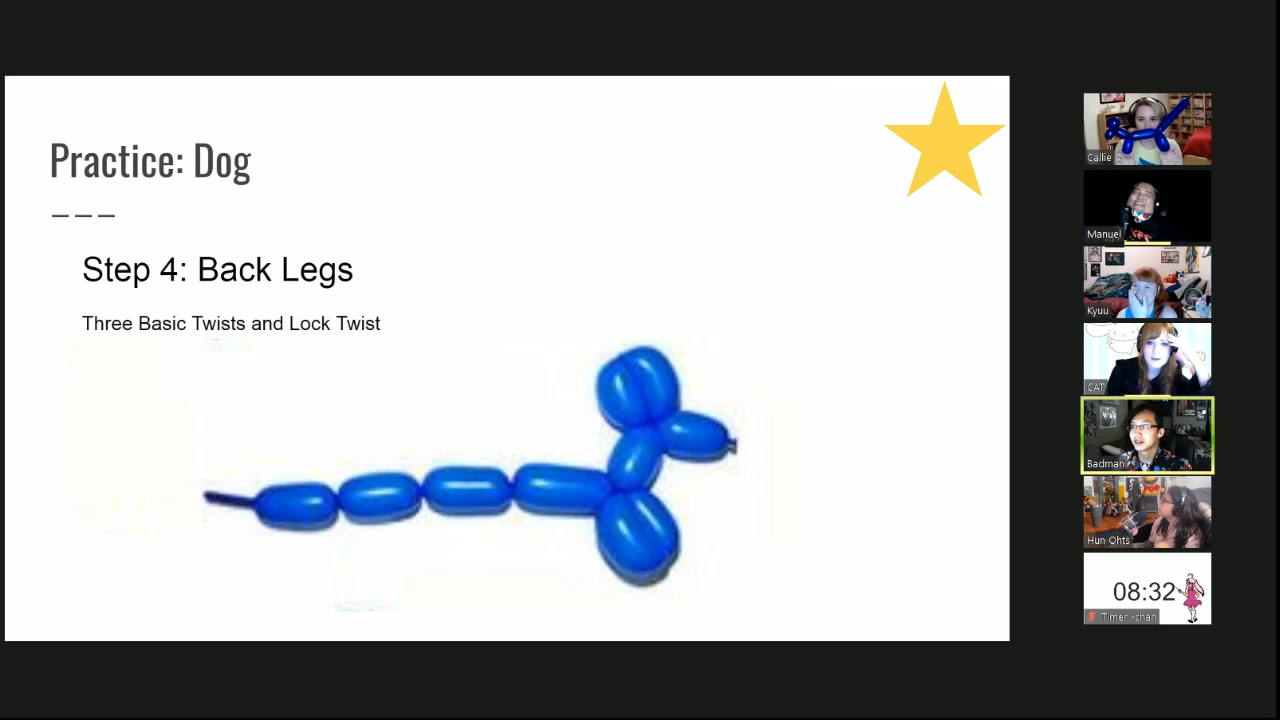 Practice: Dog
Step 4: Back Legs
Three Basic Twists and Lock Twist
Callie
Manuel
Kyuu
CAT
Badman
Hun Ohts
08:32
Timer -chan